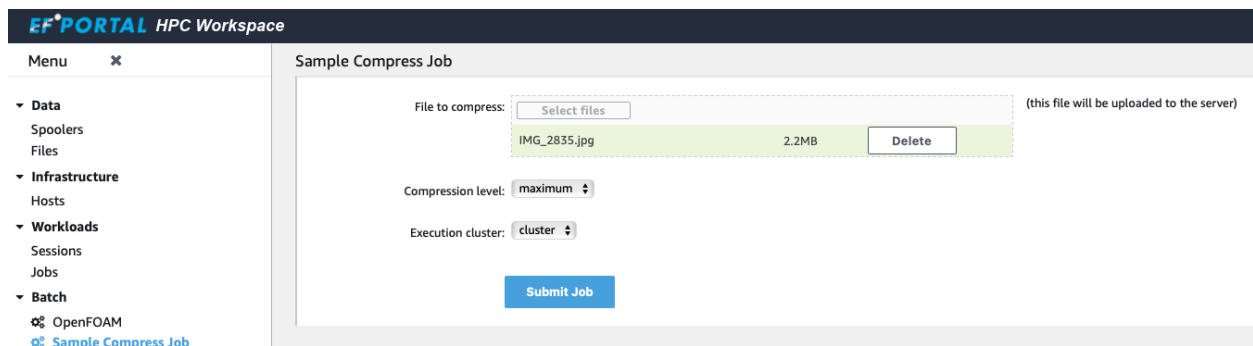 EF PORTAL HPC Workspace
Menu ✖
Sample Compress Job
Data
Spoolers
Files
Infrastructure
Hosts
Workloads
Sessions
Jobs
Batch
OpenFOAM
Sample Compress Job
File to compress: Select files (this file will be uploaded to the server)
IMG_2835.jpg 2.2MB Delete
Compression level: maximum
Execution cluster: cluster
Submit Job